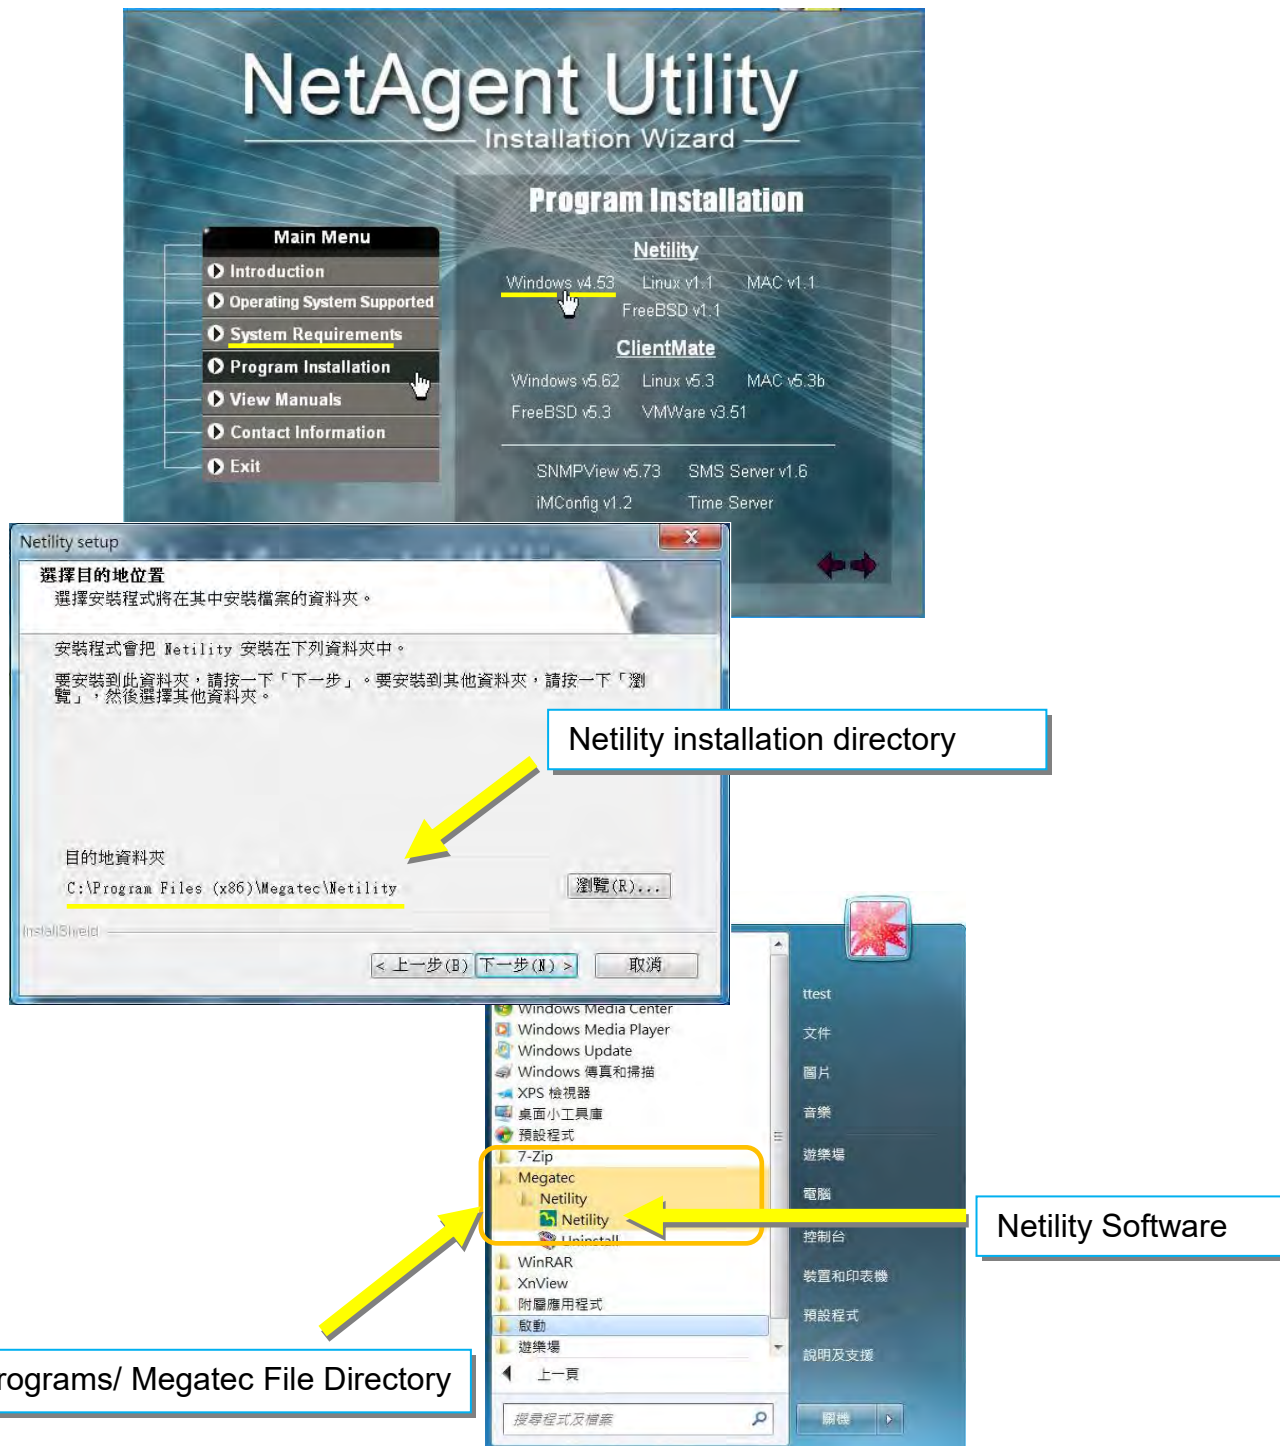 NetAgent Utility
Installation Wizard
Program Installation
Main Menu
Introduction
Operating System Supported
System Requirements
Program Installation
View Manuals
Contact Information
Exit
Netility
Windows v4.53 Linux v1.1 MAC v1.1
FreeBSD v1.1
ClientMate
Windows v5.62 Linux v5.3 MAC v5.3b
FreeBSD v5.3 VMWare v3.51
SNMPView v5.73 SMS Server v1.6
iMConfig v1.2 Time Server
Netility setup
選擇目的地位置
選擇安裝程式將在其中安裝檔案的資料夾。
安裝程式會把 Netility 安裝在下列資料夾中。
要安裝到此資料夾，請按一下「下一步」。要安裝到其他資料夾，請按一下「瀏
覽」，然後選擇其他資料夾。
Netility installation directory
目的地資料夾
C:\Program Files (x86)\Megatec\Netility
瀏覽(R)...
InstallShield
< 上一步(B) 下一步(N) > 取消
Windows Media Center
Windows Media Player
Windows Update
Windows 傳真和掃描
XPS 檢視器
桌面小工具庫
預設程式
7-Zip
Megatec
Netility
Netility
Uninstall
WinRAR
XnView
附屬應用程式
啟動
遊樂場
上一頁
搜尋程式及檔案
ttest
文件
圖片
音樂
遊樂場
電腦
控制台
裝置和印表機
預設程式
說明及支援
關機
Netility Software
rograms/ Megatec File Directory